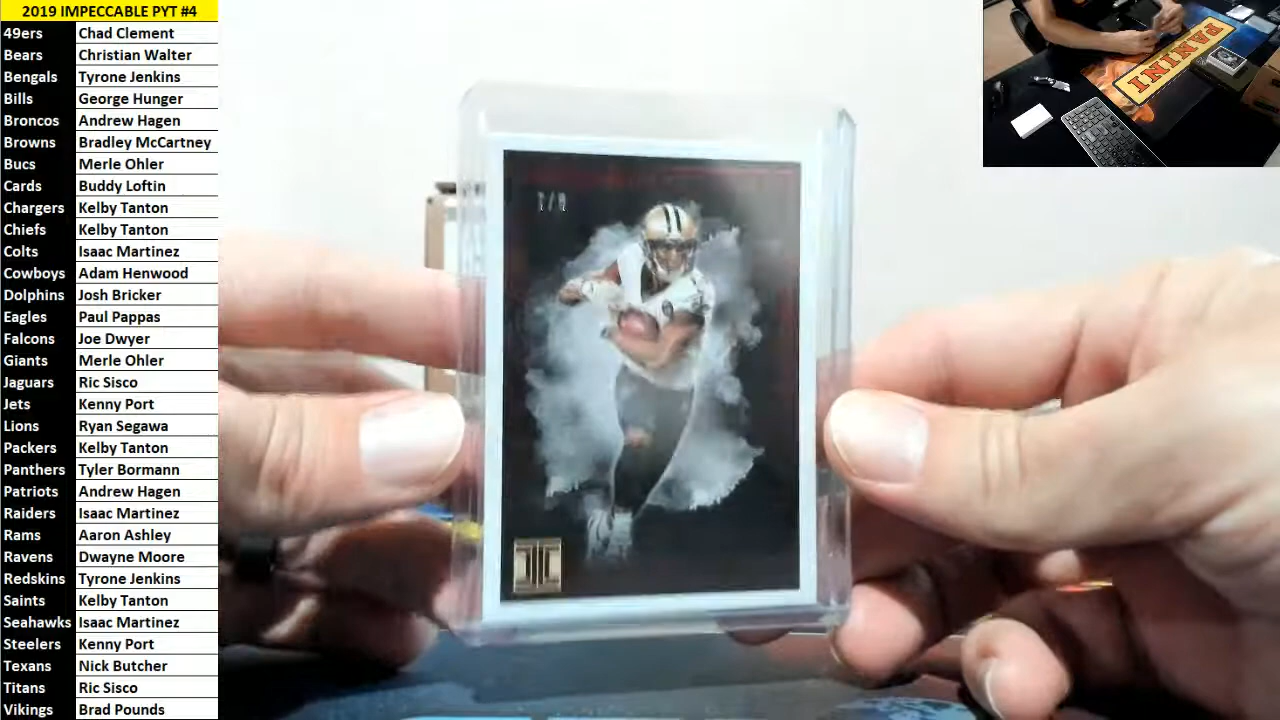 2019 IMPECCABLE PYT #4
49ers Chad Clement
Bears Christian Walter
Bengals Tyrone Jenkins
Bills George Hunger
Broncos Andrew Hagen
Browns Bradley McCartney
Bucs Merle Ohler
Cards Buddy Loftin
Chargers Kelby Tanton
Chiefs Kelby Tanton
Colts Isaac Martinez
Cowboys Adam Henwood
Dolphins Josh Bricker
Eagles Paul Pappas
Falcons Joe Dwyer
Giants Merle Ohler
Jaguars Ric Sisco
Jets Kenny Port
Lions Ryan Segawa
Packers Kelby Tanton
Panthers Tyler Bormann
Patriots Andrew Hagen
Raiders Isaac Martinez
Rams Aaron Ashley
Ravens Dwayne Moore
Redskins Tyrone Jenkins
Saints Kelby Tanton
Seahawks Isaac Martinez
Steelers Kenny Port
Texans Nick Butcher
Titans Ric Sisco
Vikings Brad Pounds
PANINI